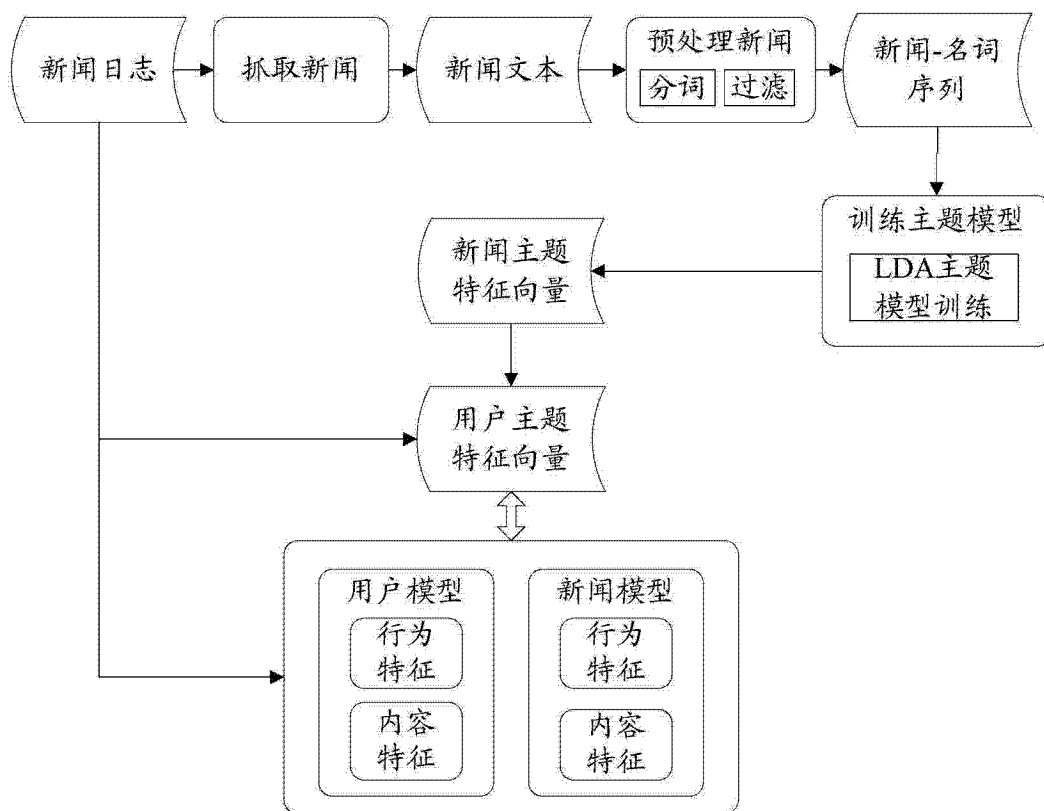 新闻日志
抓取新闻
新闻文本
预处理新闻
分词
过滤
新闻-名词
序列
训练主题模型
LDA主题
模型训练
新闻主题
特征向量
用户主题
特征向量
用户模型
行为
特征
内容
特征
新闻模型
行为
特征
内容
特征